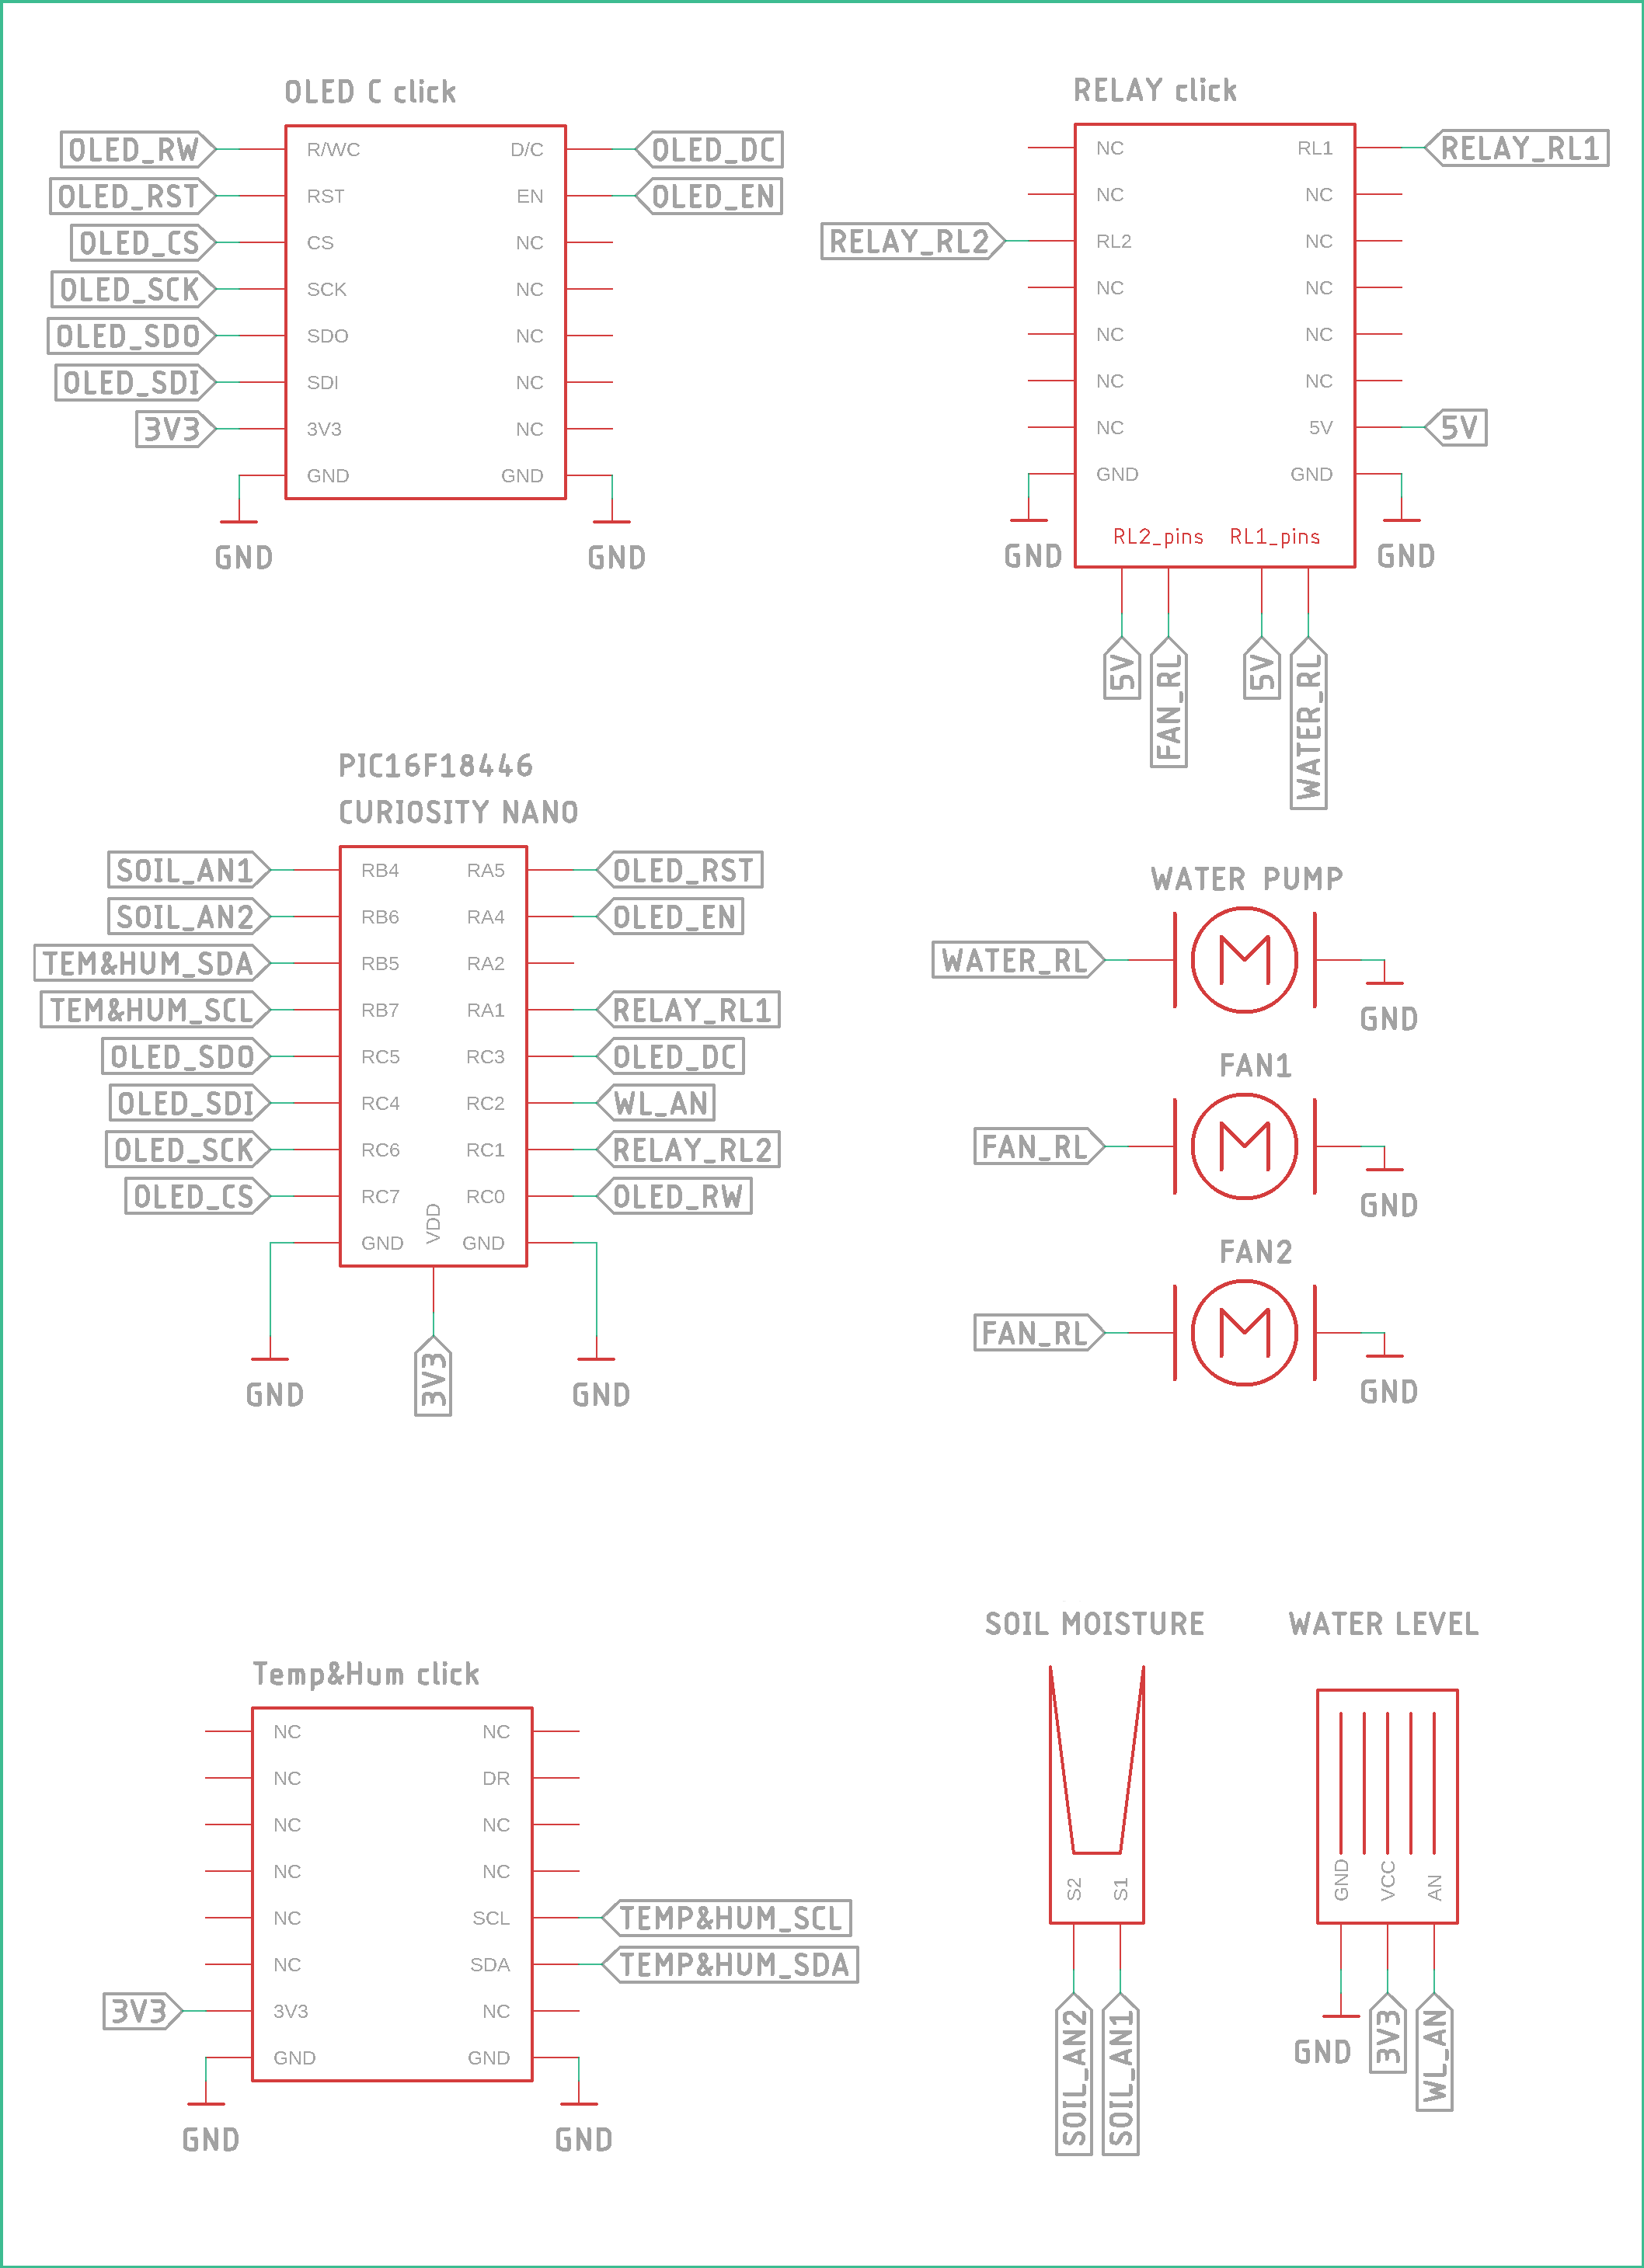 OLED C click
OLED_RW R/WC D/C OLED_DC
OLED_RST RST EN OLED_EN
OLED_CS CS NC
OLED_SCK SCK NC
OLED_SDO SDO NC
OLED_SDI SDI NC
3V3 3V3 NC
GND GND
GND GND
RELAY click
NC RL1 RELAY_RL1
NC NC
RELAY_RL2 RL2 NC
NC NC
NC NC
NC NC
NC 5V 5V
GND GND
GND GND
RL2_pins RL1_pins
5V FAN_RL 5V WATER_RL
PIC16F18446
CURIOSITY NANO
SOIL_AN1 RB4 RA5 OLED_RST
SOIL_AN2 RB6 RA4 OLED_EN
TEM&HUM_SDA RB5 RA2
TEM&HUM_SCL RB7 RA1 RELAY_RL1
OLED_SDO RC5 RC3 OLED_DC
OLED_SDI RC4 RC2 WL_AN
OLED_SCK RC6 RC1 RELAY_RL2
OLED_CS RC7 RC0 OLED_RW
GND VDD GND
GND 3V3 GND
WATER PUMP
WATER_RL M
GND
FAN1
FAN_RL M
GND
FAN2
FAN_RL M
GND
Temp&Hum click
NC NC
NC DR
NC NC
NC NC
NC SCL TEMP&HUM_SCL
NC SDA TEMP&HUM_SDA
3V3 3V3 NC
GND GND
GND GND
SOIL MOISTURE
S2 S1
SOIL_AN2 SOIL_AN1
WATER LEVEL
GND VCC AN
GND 3V3 WL_AN